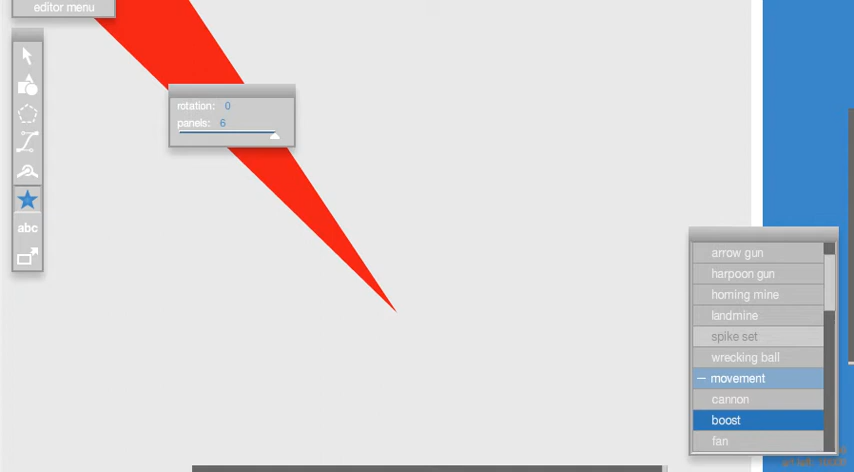 editor menu
rotation: 0
panels: 6
abc
arrow gun
harpoon gun
homing mine
landmine
spike set
wrecking ball
movement
cannon
boost
fan